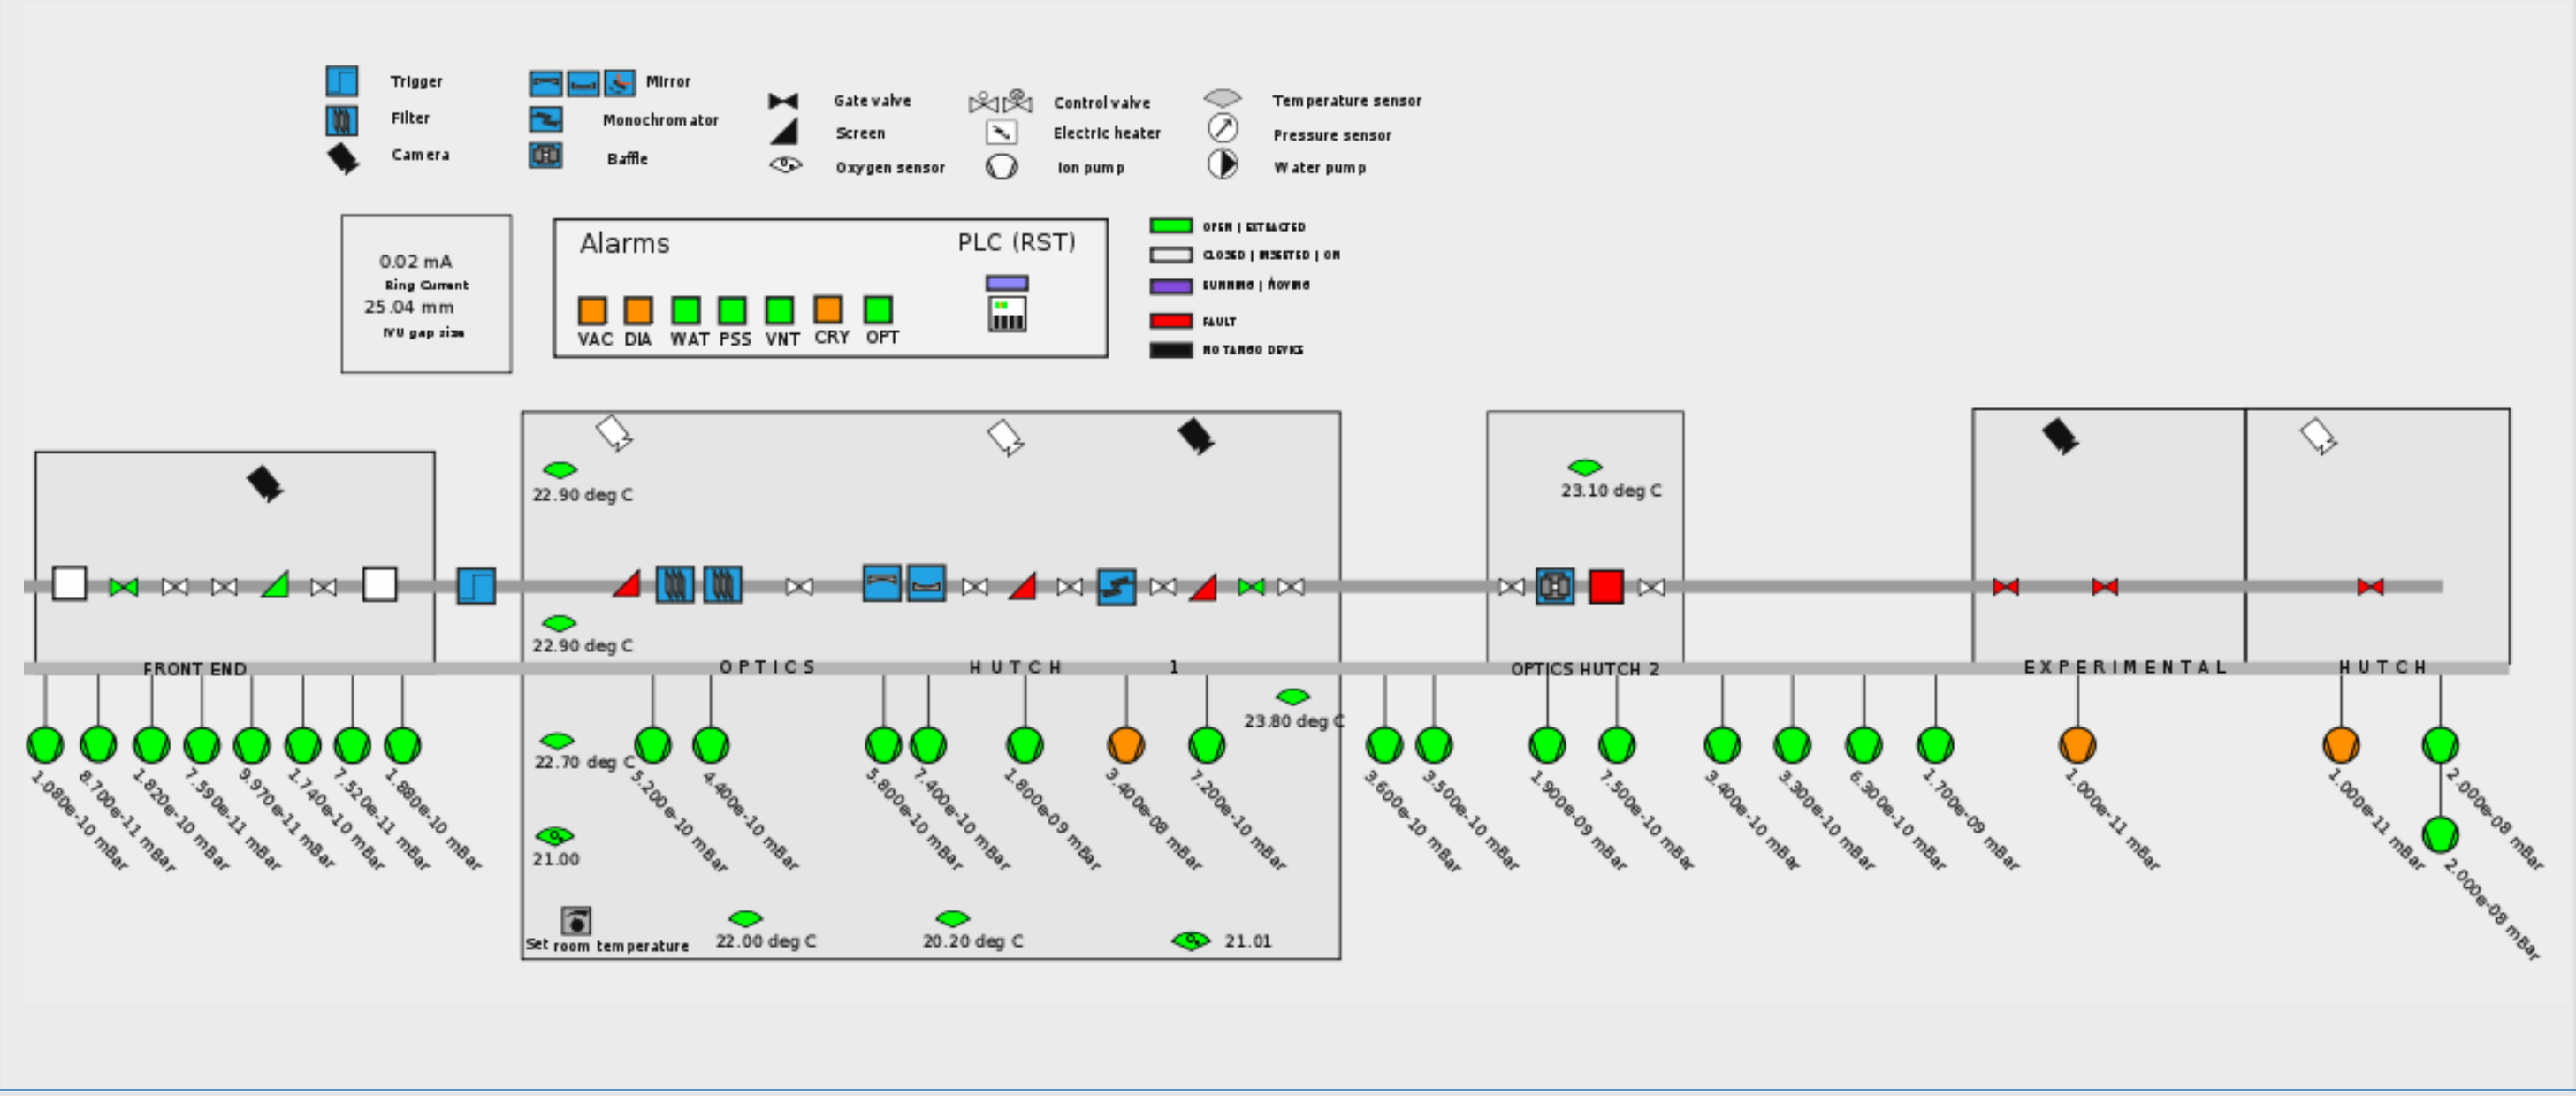 Trigger
Mirror
Filter
Monochromator
Camera
Baffle
Gate valve
Control valve
Temperature sensor
Screen
Electric heater
Pressure sensor
Oxygen sensor
Ion pump
Water pump
0.02 mA
Ring Current
25.04 mm
IVU gap size
Alarms
PLC (RST)
VAC DIA WAT PSS VNT CRY OPT
OPEN | EXTRACTED
CLOSED | INSERTED | ON
RUNNING | MOVING
FAULT
NO TANGO DEVICE
22.90 deg C
23.10 deg C
22.90 deg C
FRONT END
OPTICS HUTCH 1
OPTICS HUTCH 2
EXPERIMENTAL HUTCH
23.80 deg C
22.70 deg C
1.080e-10 mBar
8.700e-11 mBar
1.820e-10 mBar
7.590e-11 mBar
9.970e-11 mBar
1.740e-10 mBar
7.520e-11 mBar
1.880e-10 mBar
5.200e-10 mBar
4.400e-10 mBar
5.800e-10 mBar
7.400e-10 mBar
1.800e-09 mBar
3.400e-08 mBar
7.200e-10 mBar
3.600e-10 mBar
3.500e-10 mBar
1.900e-09 mBar
7.500e-10 mBar
3.400e-10 mBar
3.300e-10 mBar
6.300e-10 mBar
1.700e-09 mBar
1.000e-11 mBar
1.000e-11 mBar
2.000e-08 mBar
2.000e-08 mBar
21.00
Set room temperature
22.00 deg C
20.20 deg C
21.01